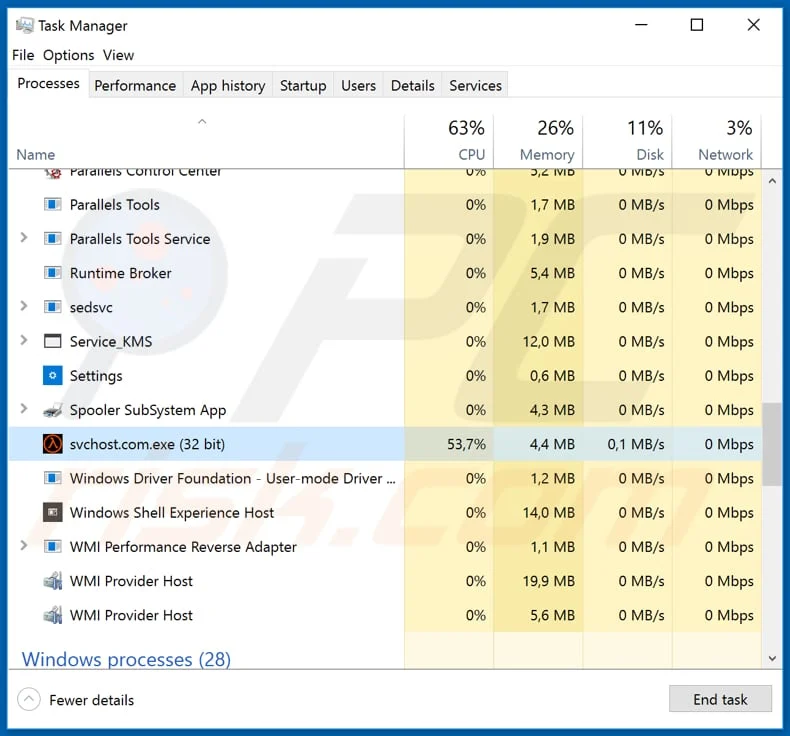 Task Manager
File Options View
Processes Performance App history Startup Users Details Services
63% 26% 11% 3%
Name CPU Memory Disk Network
Parallels Control Center 0% 5,2 MB 0 MB/s 0 Mbps
Parallels Tools 0% 1,7 MB 0 MB/s 0 Mbps
Parallels Tools Service 0% 1,9 MB 0 MB/s 0 Mbps
Runtime Broker 0% 5,4 MB 0 MB/s 0 Mbps
sedsvc 0% 1,7 MB 0 MB/s 0 Mbps
Service_KMS 0% 12,0 MB 0 MB/s 0 Mbps
Settings 0% 0,6 MB 0 MB/s 0 Mbps
Spooler SubSystem App 0% 4,3 MB 0 MB/s 0 Mbps
svchost.com.exe (32 bit) 53,7% 4,4 MB 0,1 MB/s 0 Mbps
Windows Driver Foundation - User-mode Driver ... 0% 1,2 MB 0 MB/s 0 Mbps
Windows Shell Experience Host 0% 14,0 MB 0 MB/s 0 Mbps
WMI Performance Reverse Adapter 0% 1,1 MB 0 MB/s 0 Mbps
WMI Provider Host 0% 19,9 MB 0 MB/s 0 Mbps
WMI Provider Host 0% 5,6 MB 0 MB/s 0 Mbps
Windows processes (28)
Fewer details End task
PC
risk.com